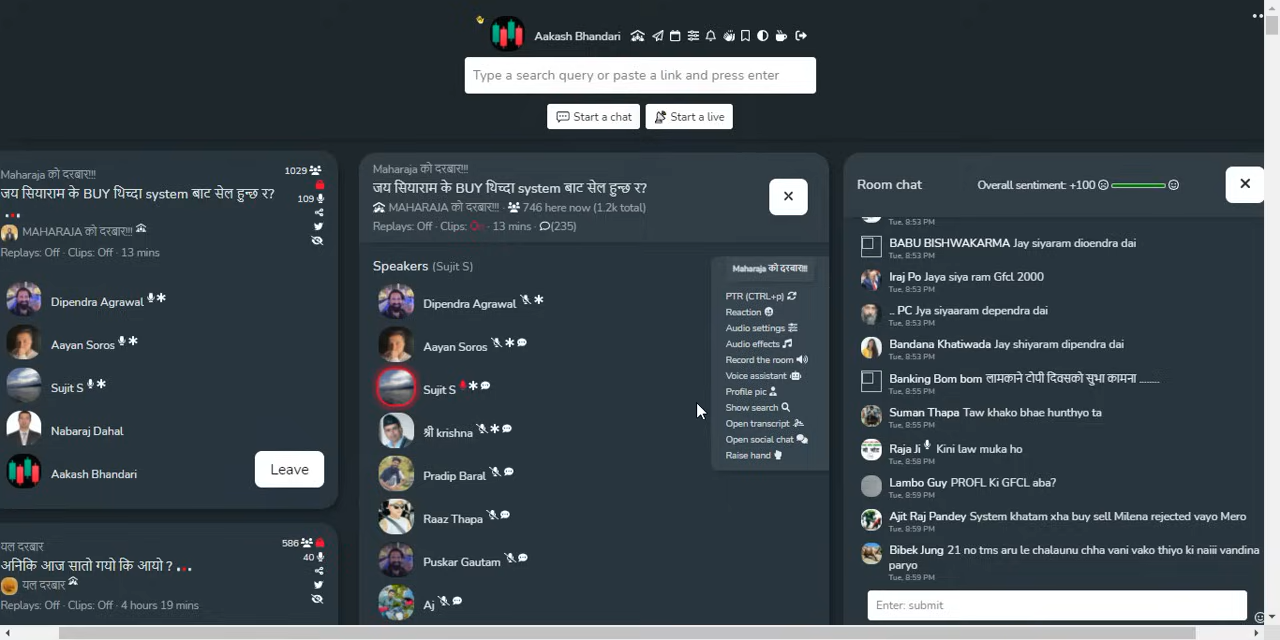 Aakash Bhandari
Type a search query or paste a link and press enter
Start a chat
Start a live
Maharaja को दरबार!!!
1029
जय सियाराम के BUY थिच्दा system बाट सेल हुन्छ र?
109
MAHARAJA को दरबार!!!
Replays: Off · Clips: Off · 13 mins
Dipendra Agrawal
Aayan Soros
Sujit S
Nabaraj Dahal
Aakash Bhandari
Leave
यल दरबार
586
अनिकि आज सातो गयो कि आयो ?
40
यल दरबार
Replays: Off · Clips: Off · 4 hours 19 mins
Maharaja को दरबार!!!
जय सियाराम के BUY थिच्दा system बाट सेल हुन्छ र?
MAHARAJA को दरबार!!! · 746 here now (1.2k total)
Replays: Off · Clips: On · 13 mins (235)
Speakers (Sujit S)
Dipendra Agrawal
Aayan Soros
Sujit S
श्री krishna
Pradip Baral
Raaz Thapa
Puskar Gautam
Aj
Maharaja को दरबार!!!
PTR (CTRL+p)
Reaction
Audio settings
Audio effects
Record the room
Voice assistant
Profile pic
Show search
Open transcript
Open social chat
Raise hand
Room chat
Overall sentiment: +100
Tue, 8:53 PM
BABU BISHWAKARMA Jay siyaram dioendra dai
Tue, 8:53 PM
Iraj Po Jaya siya ram Gfcl 2000
Tue, 8:53 PM
.. PC Jya siyaaram dependra dai
Tue, 8:53 PM
Bandana Khatiwada Jay shiyaram dipendra dai
Tue, 8:53 PM
Banking Bom bom लामकाने टोपी दिवसको सुभा कामना ........
Tue, 8:55 PM
Suman Thapa Taw khako bhae hunthyo ta
Tue, 8:55 PM
Raja Ji Kini law muka ho
Tue, 8:58 PM
Lambo Guy PROFL Ki GFCL aba?
Tue, 8:59 PM
Ajit Raj Pandey System khatam xha buy sell Milena rejected vayo Mero
Tue, 8:59 PM
Bibek Jung 21 no tms aru le chalaunu chha vani vako thiyo ki naiii vandina
paryo
Tue, 8:59 PM
Enter: submit